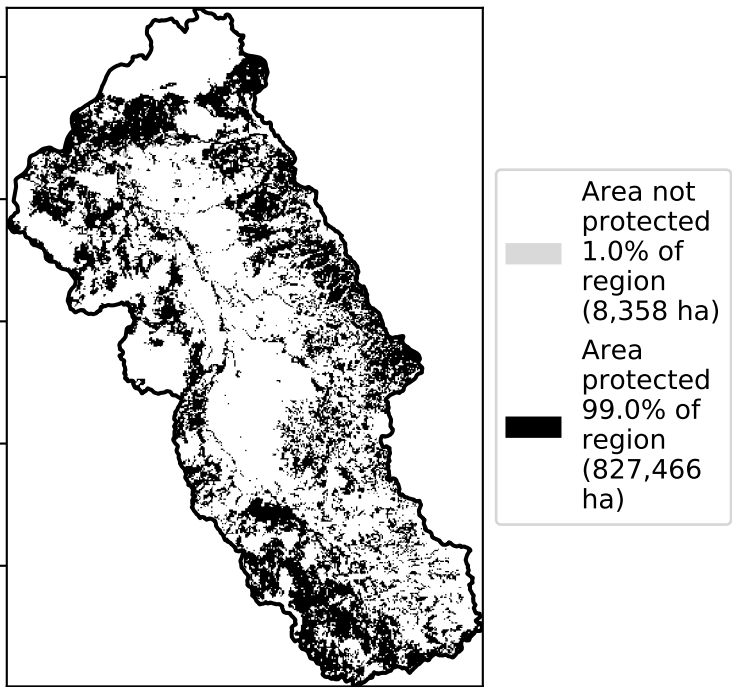 Area not
protected
1.0% of
region
(8,358 ha)
Area
protected
99.0% of
region
(827,466
ha)